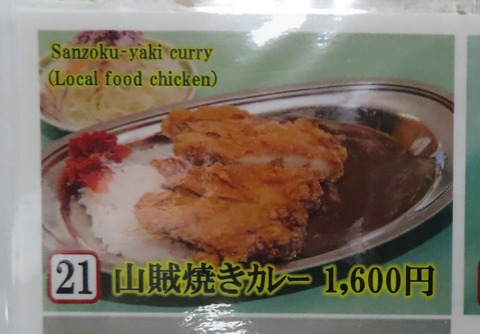 Sanzoku-yaki curry
(Local food chicken)
21 山賊焼きカレー 1,600円